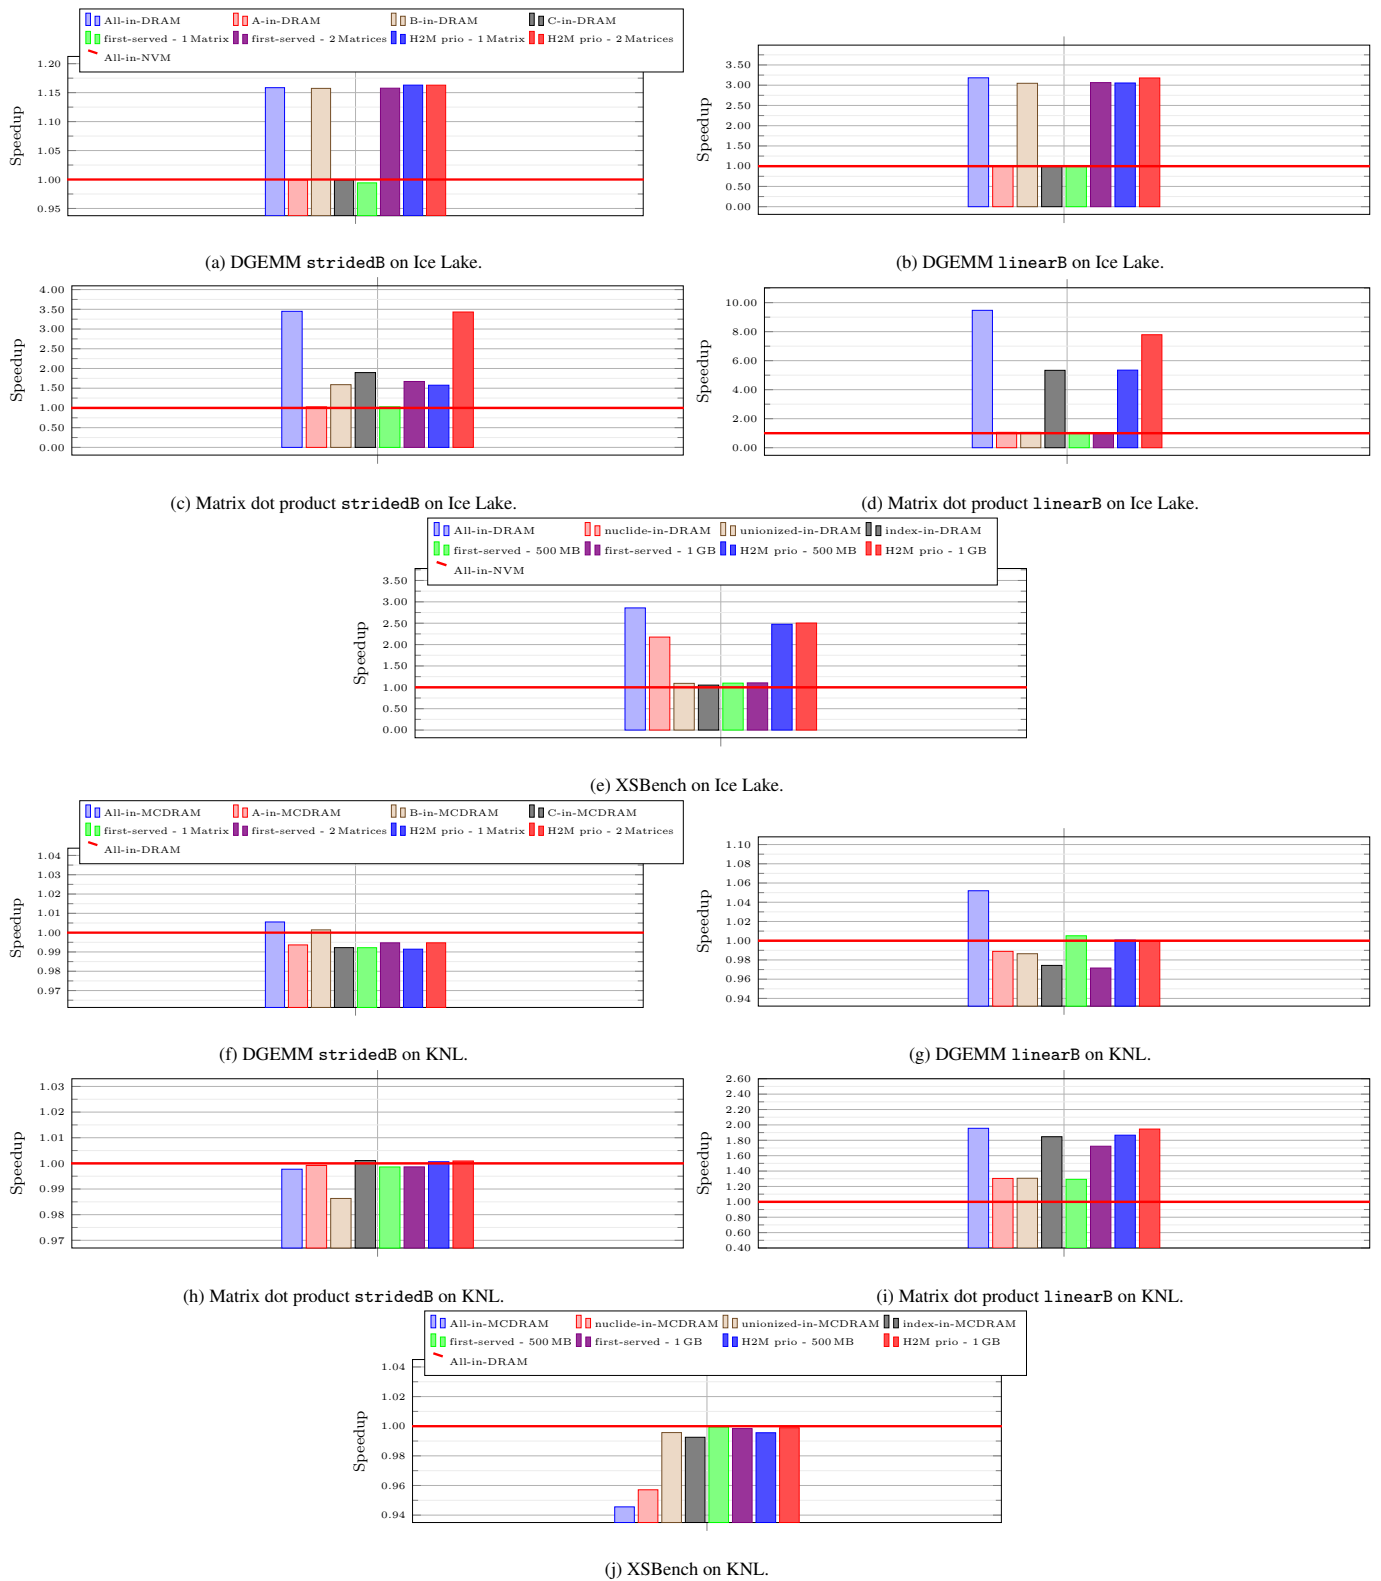 All-in-DRAM A-in-DRAM B-in-DRAM C-in-DRAM
first-served - 1 Matrix first-served - 2 Matrices H2M prio - 1 Matrix H2M prio - 2 Matrices
All-in-NVM
Speedup
1.20
1.15
1.10
1.05
1.00
0.95
(a) DGEMM stridedB on Ice Lake.
Speedup
3.50
3.00
2.50
2.00
1.50
1.00
0.50
0.00
(b) DGEMM linearB on Ice Lake.
Speedup
4.00
3.50
3.00
2.50
2.00
1.50
1.00
0.50
0.00
(c) Matrix dot product stridedB on Ice Lake.
Speedup
10.00
8.00
6.00
4.00
2.00
0.00
(d) Matrix dot product linearB on Ice Lake.
All-in-DRAM nuclide-in-DRAM unionized-in-DRAM index-in-DRAM
first-served - 500 MB first-served - 1 GB H2M prio - 500 MB H2M prio - 1 GB
All-in-NVM
Speedup
3.50
3.00
2.50
2.00
1.50
1.00
0.50
0.00
(e) XSBench on Ice Lake.
All-in-MCDRAM A-in-MCDRAM B-in-MCDRAM C-in-MCDRAM
first-served - 1 Matrix first-served - 2 Matrices H2M prio - 1 Matrix H2M prio - 2 Matrices
All-in-DRAM
Speedup
1.04
1.03
1.02
1.01
1.00
0.99
0.98
0.97
(f) DGEMM stridedB on KNL.
Speedup
1.10
1.08
1.06
1.04
1.02
1.00
0.98
0.96
0.94
(g) DGEMM linearB on KNL.
Speedup
1.03
1.02
1.01
1.00
0.99
0.98
0.97
(h) Matrix dot product stridedB on KNL.
Speedup
2.60
2.40
2.20
2.00
1.80
1.60
1.40
1.20
1.00
0.80
0.60
0.40
(i) Matrix dot product linearB on KNL.
All-in-MCDRAM nuclide-in-MCDRAM unionized-in-MCDRAM index-in-MCDRAM
first-served - 500 MB first-served - 1 GB H2M prio - 500 MB H2M prio - 1 GB
All-in-DRAM
Speedup
1.04
1.02
1.00
0.98
0.96
0.94
(j) XSBench on KNL.